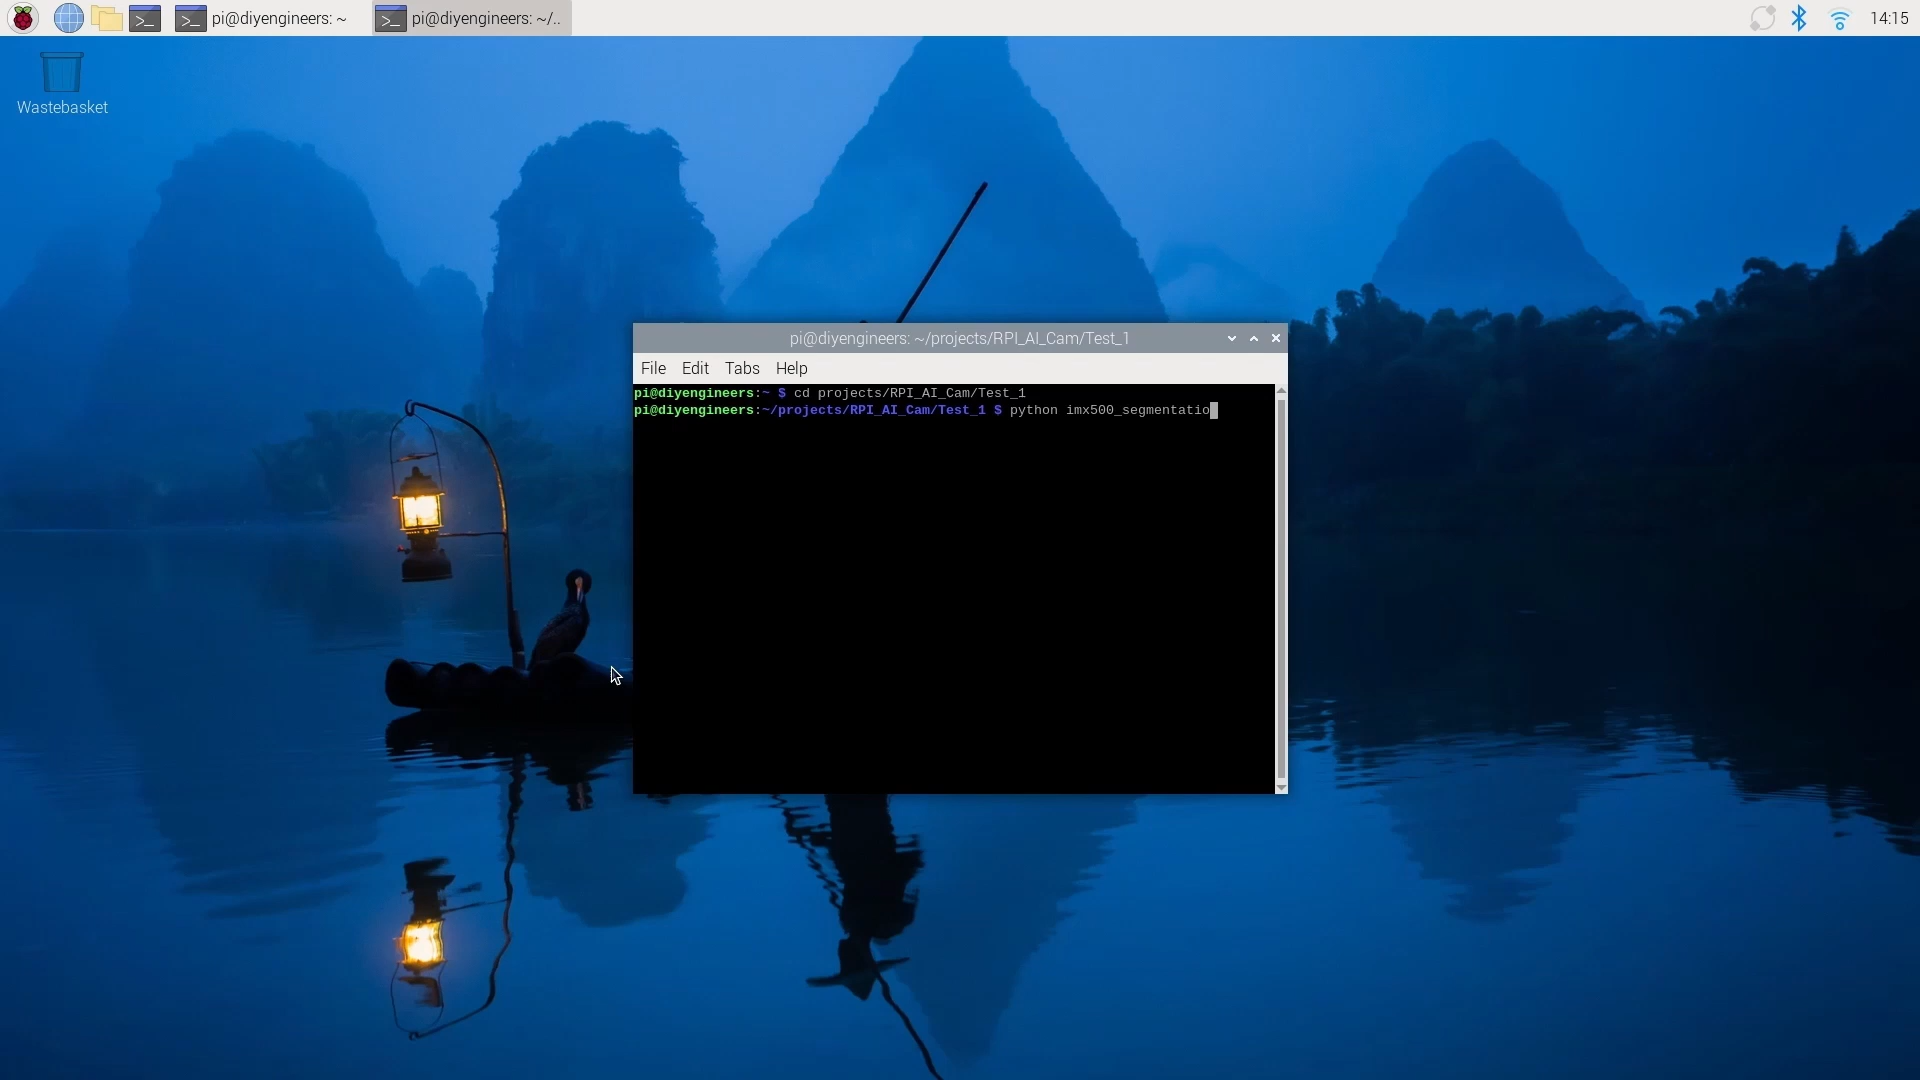 pi@diyengineers: ~
pi@diyengineers: ~/..
14:15
Wastebasket
pi@diyengineers: ~/projects/RPI_AI_Cam/Test_1
File Edit Tabs Help
pi@diyengineers:~ $ cd projects/RPI_AI_Cam/Test_1
pi@diyengineers:~/projects/RPI_AI_Cam/Test_1 $ python imx500_segmentatio